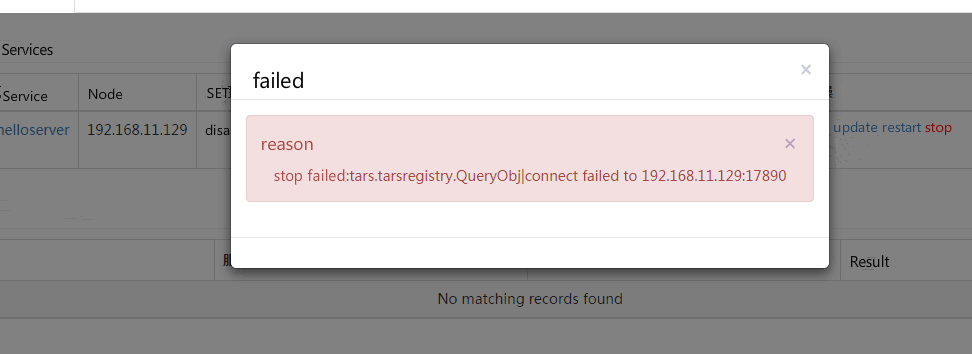 Services
failed
×
Service
Node
SET
helloserver
192.168.11.129
disa
update restart stop
reason
×
stop failed:tars.tarsregistry.QueryObj|connect failed to 192.168.11.129:17890
服
Result
No matching records found